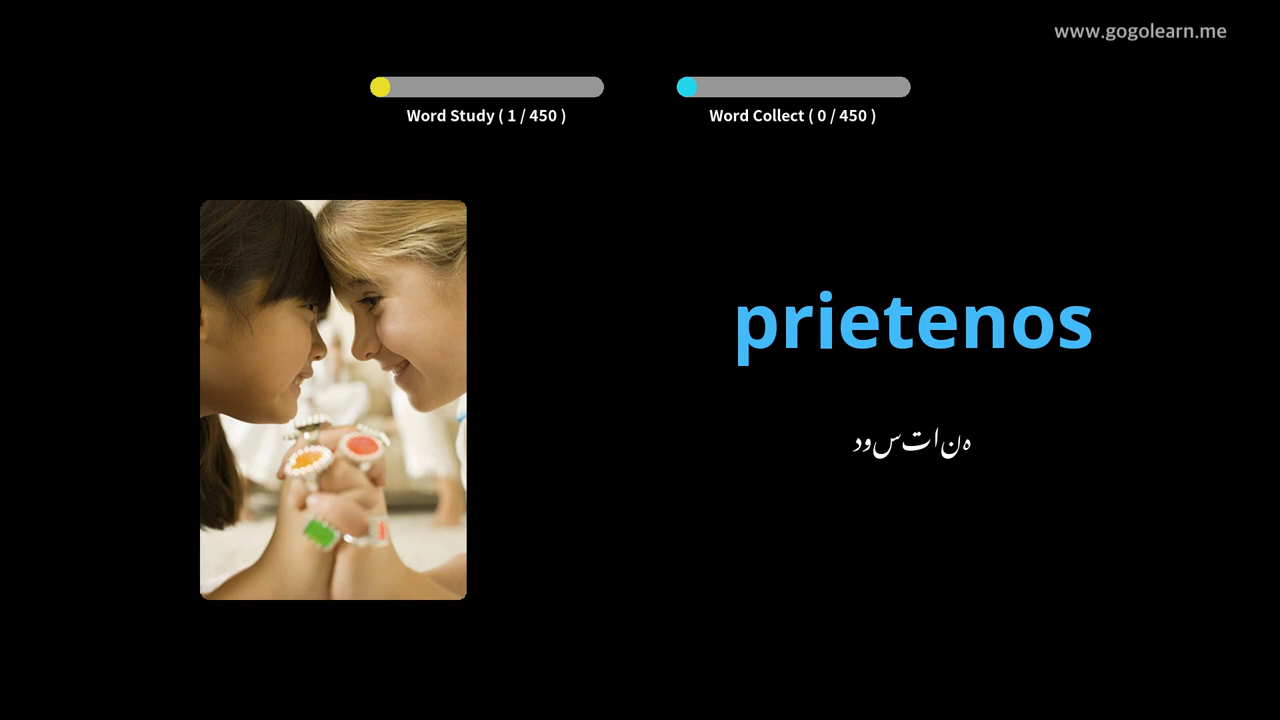 www.gogolearn.me
Word Study ( 1 / 450 )
Word Collect ( 0 / 450 )
prietenos
دوستانہ